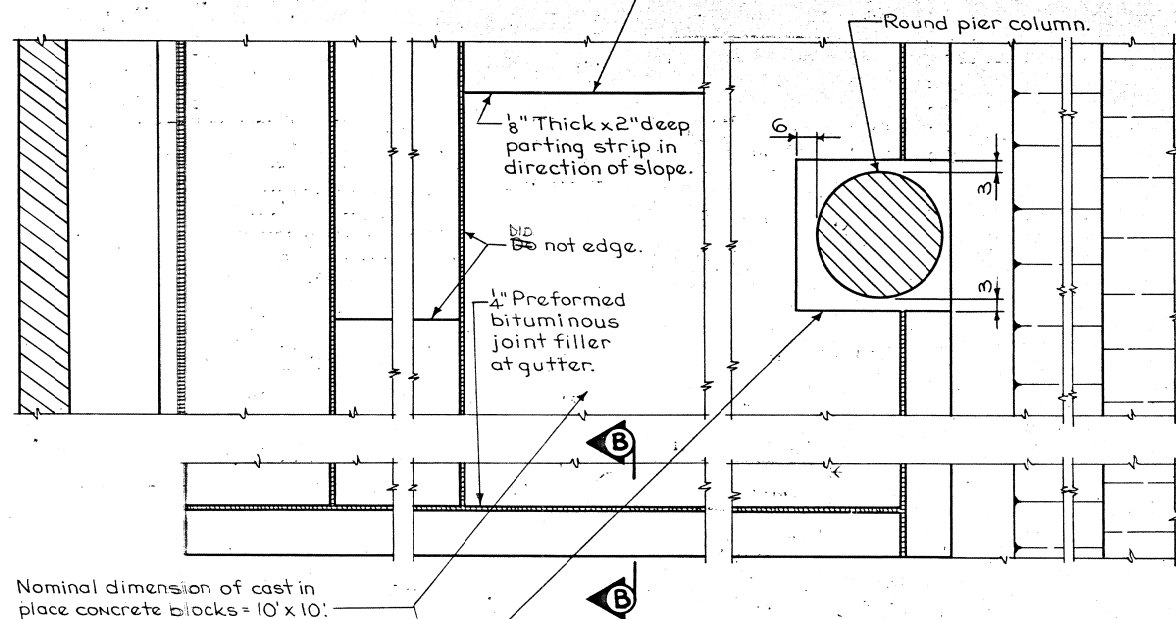 Round pier column.
1/8" Thick x 2" deep
parting strip in
direction of slope.
6
3
DID
Do not edge.
1/4" Preformed
bituminous
joint filler
at gutter.
3
B
B
Nominal dimension of cast in
place concrete blocks = 10' x 10'.